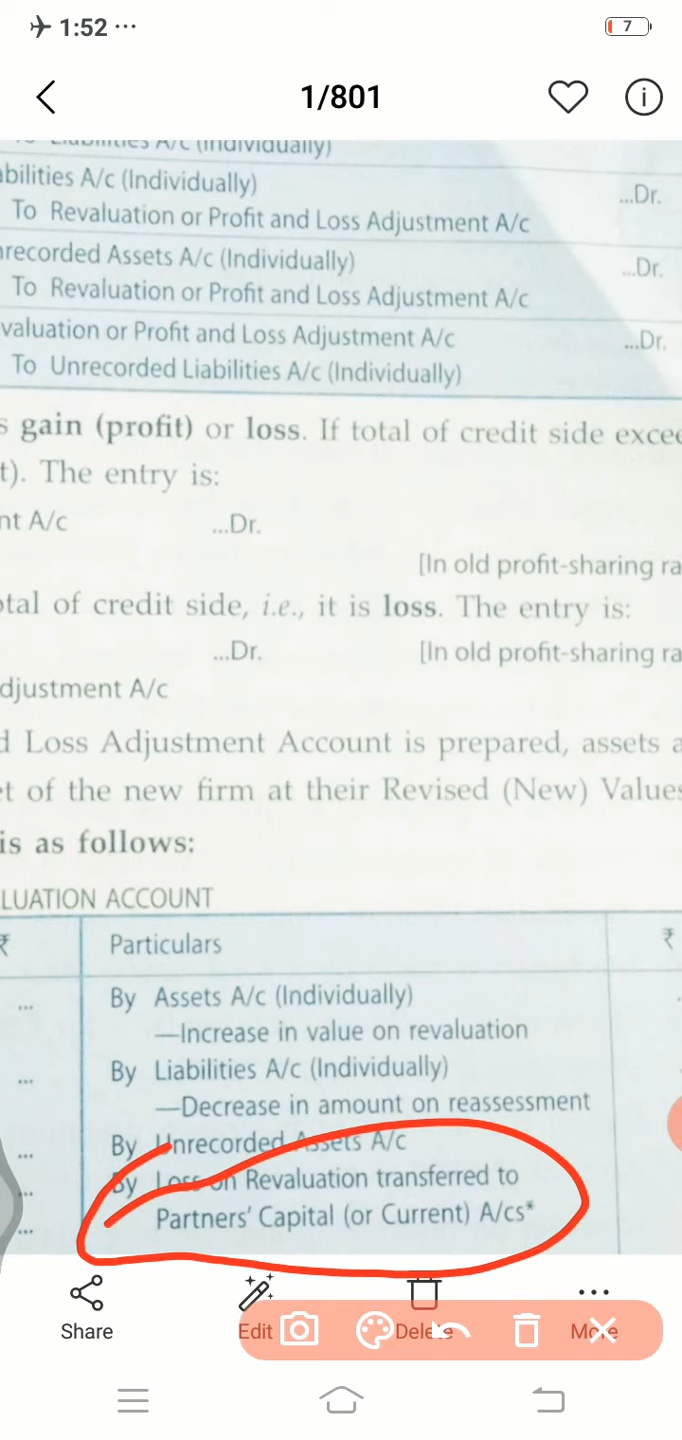 1:52 ···
7
1/801
Liabilities A/c (Individually)
abilities A/c (Individually) ...Dr.
To Revaluation or Profit and Loss Adjustment A/c
nrecorded Assets A/c (Individually) ...Dr.
To Revaluation or Profit and Loss Adjustment A/c
valuation or Profit and Loss Adjustment A/c ...Dr.
To Unrecorded Liabilities A/c (Individually)
s gain (profit) or loss. If total of credit side excee
t). The entry is:
nt A/c ...Dr.
[In old profit-sharing ra
otal of credit side, i.e., it is loss. The entry is:
...Dr. [In old profit-sharing ra
djustment A/c
d Loss Adjustment Account is prepared, assets a
et of the new firm at their Revised (New) Values
is as follows:
LUATION ACCOUNT
₹ Particulars ₹
... By Assets A/c (Individually)
—Increase in value on revaluation
... By Liabilities A/c (Individually)
—Decrease in amount on reassessment
... By Unrecorded Assets A/c
... By Loss on Revaluation transferred to
... Partners' Capital (or Current) A/cs*
Share Edit Delete More